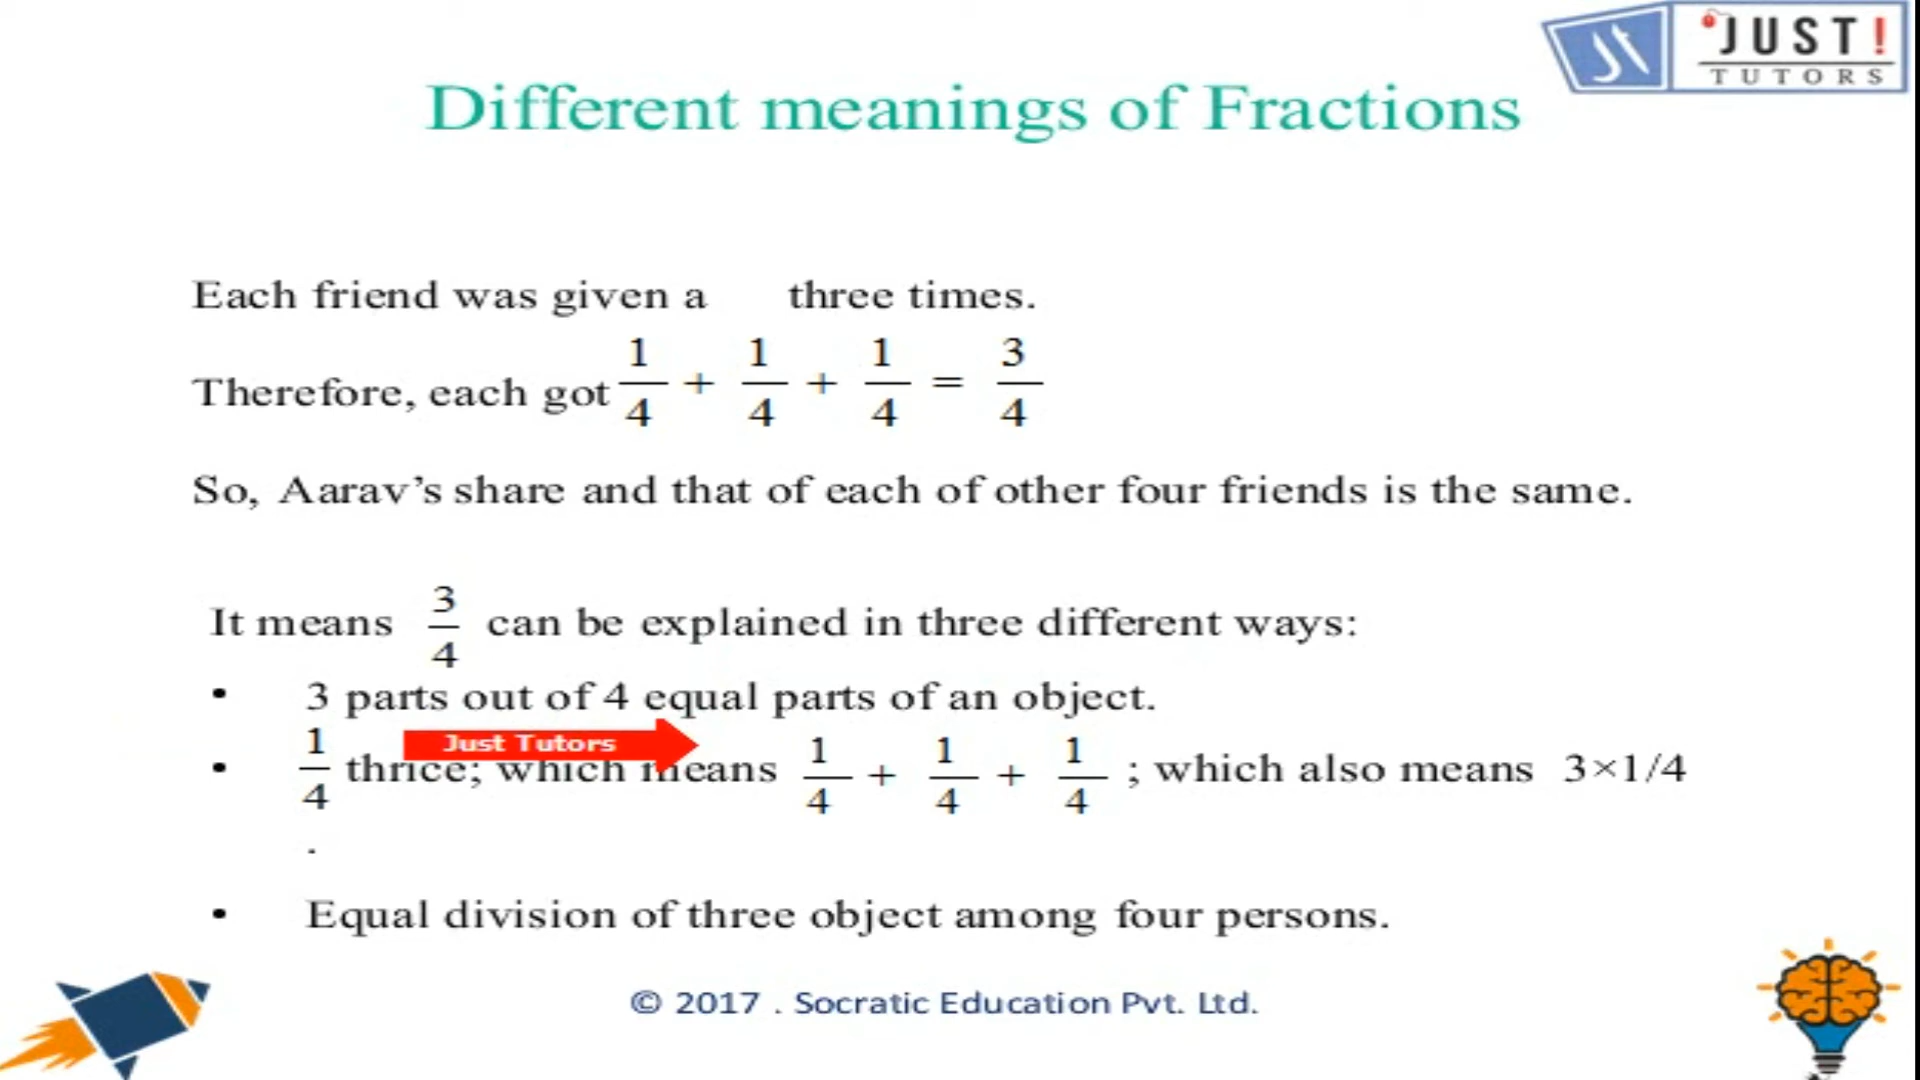 JUST!
TUTORS
Different meanings of Fractions
Each friend was given a three times.
Therefore, each got 1/4 + 1/4 + 1/4 = 3/4
So, Aarav’s share and that of each of other four friends is the same.
It means 3/4 can be explained in three different ways:
• 3 parts out of 4 equal parts of an object.
Just Tutors
• 1/4 thrice; which means 1/4 + 1/4 + 1/4 ; which also means 3×1/4
.
• Equal division of three object among four persons.
© 2017 . Socratic Education Pvt. Ltd.